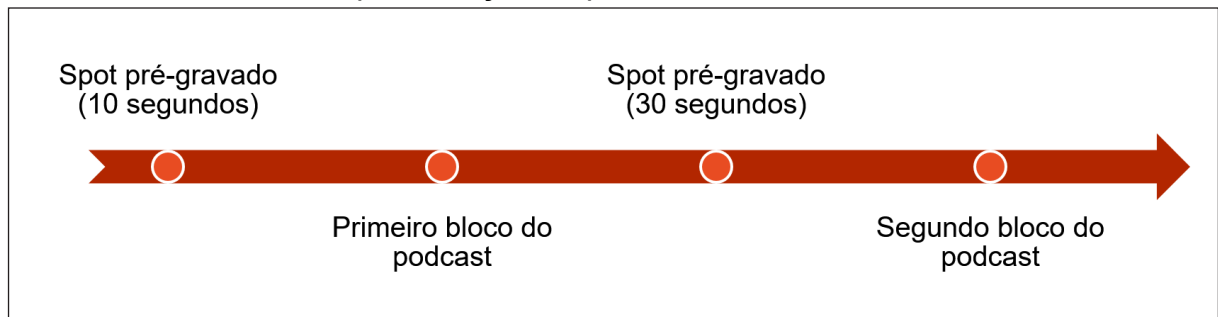 Spot pré-gravado
(10 segundos)
Spot pré-gravado
(30 segundos)
Primeiro bloco do
podcast
Segundo bloco do
podcast